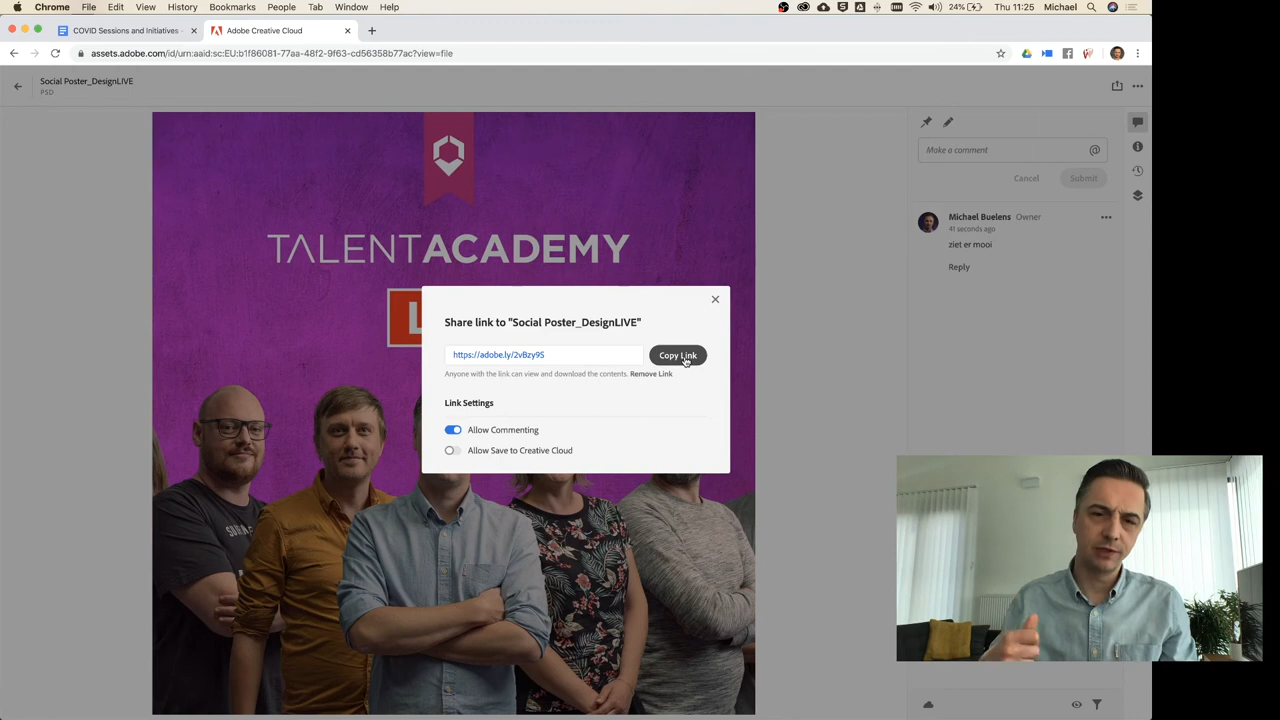 Chrome File Edit View History Bookmarks People Tab Window Help
24% Thu 11:25 Michael
COVID Sessions and Initiatives -
Adobe Creative Cloud
assets.adobe.com/id/urn:aaid:sc:EU:b1f86081-77aa-48f2-9f63-cd56358b77ac?view=file
Social Poster_DesignLIVE
PSD
TALENTACADEMY
L
Share link to "Social Poster_DesignLIVE"
https://adobe.ly/2vBzy9S
Copy Link
Anyone with the link can view and download the contents. Remove Link
Link Settings
Allow Commenting
Allow Save to Creative Cloud
Make a comment
@
Cancel
Submit
Michael Buelens Owner
41 seconds ago
ziet er mooi
Reply